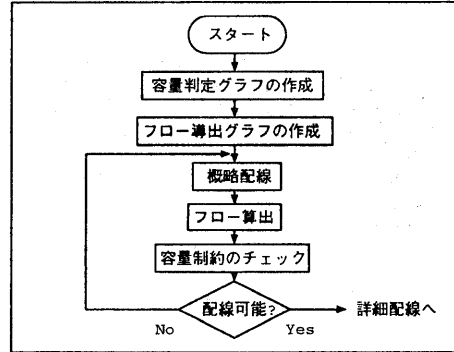 スタート
容量判定グラフの作成
フロー導出グラフの作成
概略配線
フロー算出
容量制約のチェック
配線可能?
詳細配線へ
No
Yes